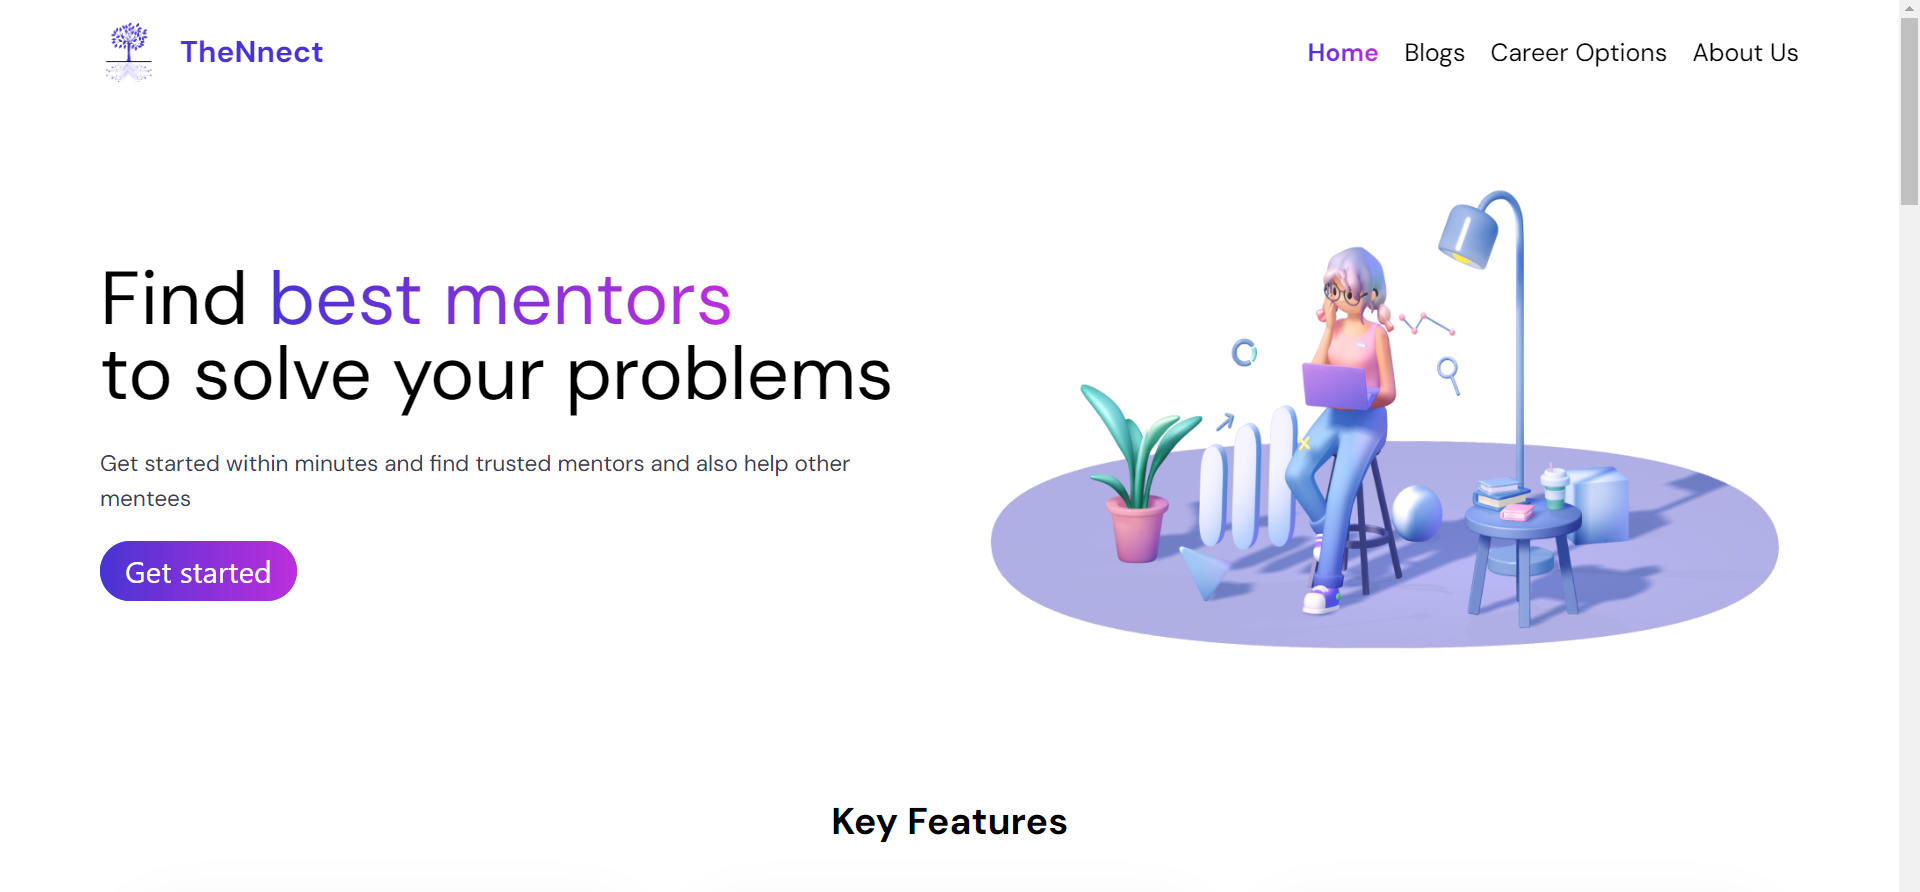 TheNnect
Home Blogs Career Options About Us
Find best mentors
to solve your problems
Get started within minutes and find trusted mentors and also help other
mentees
Get started
Key Features